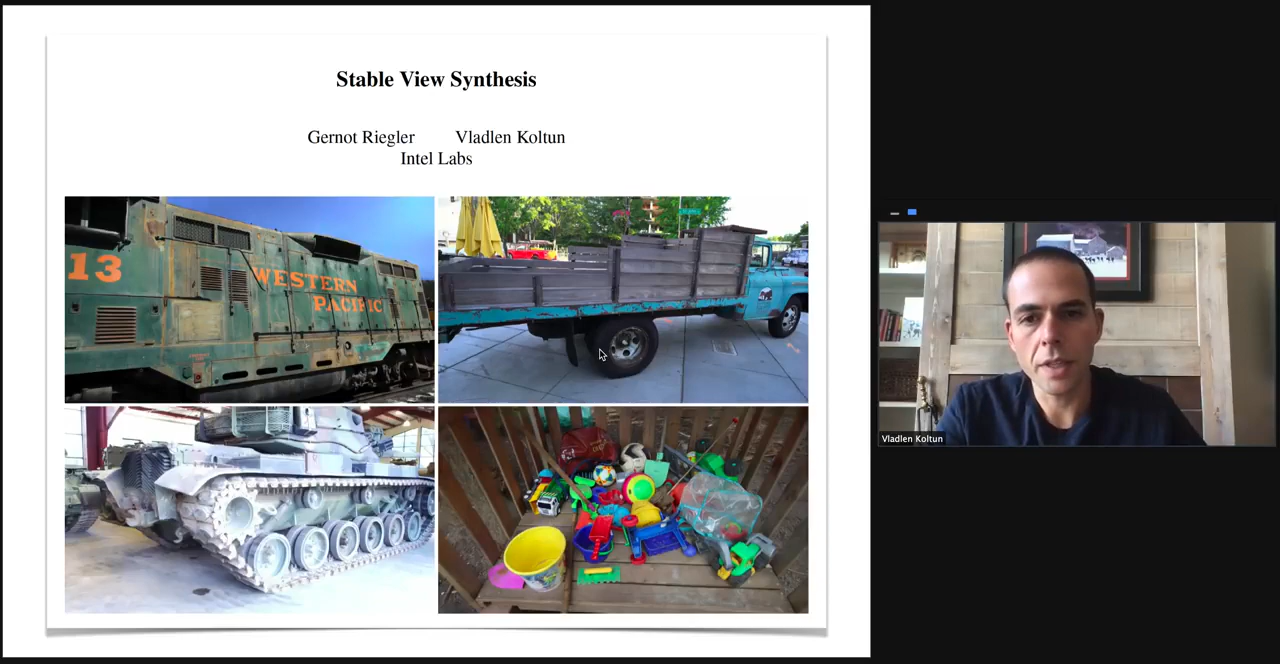 Stable View Synthesis
Gernot Riegler Vladlen Koltun
Intel Labs
13
WESTERN
PACIFIC
Vladlen Koltun